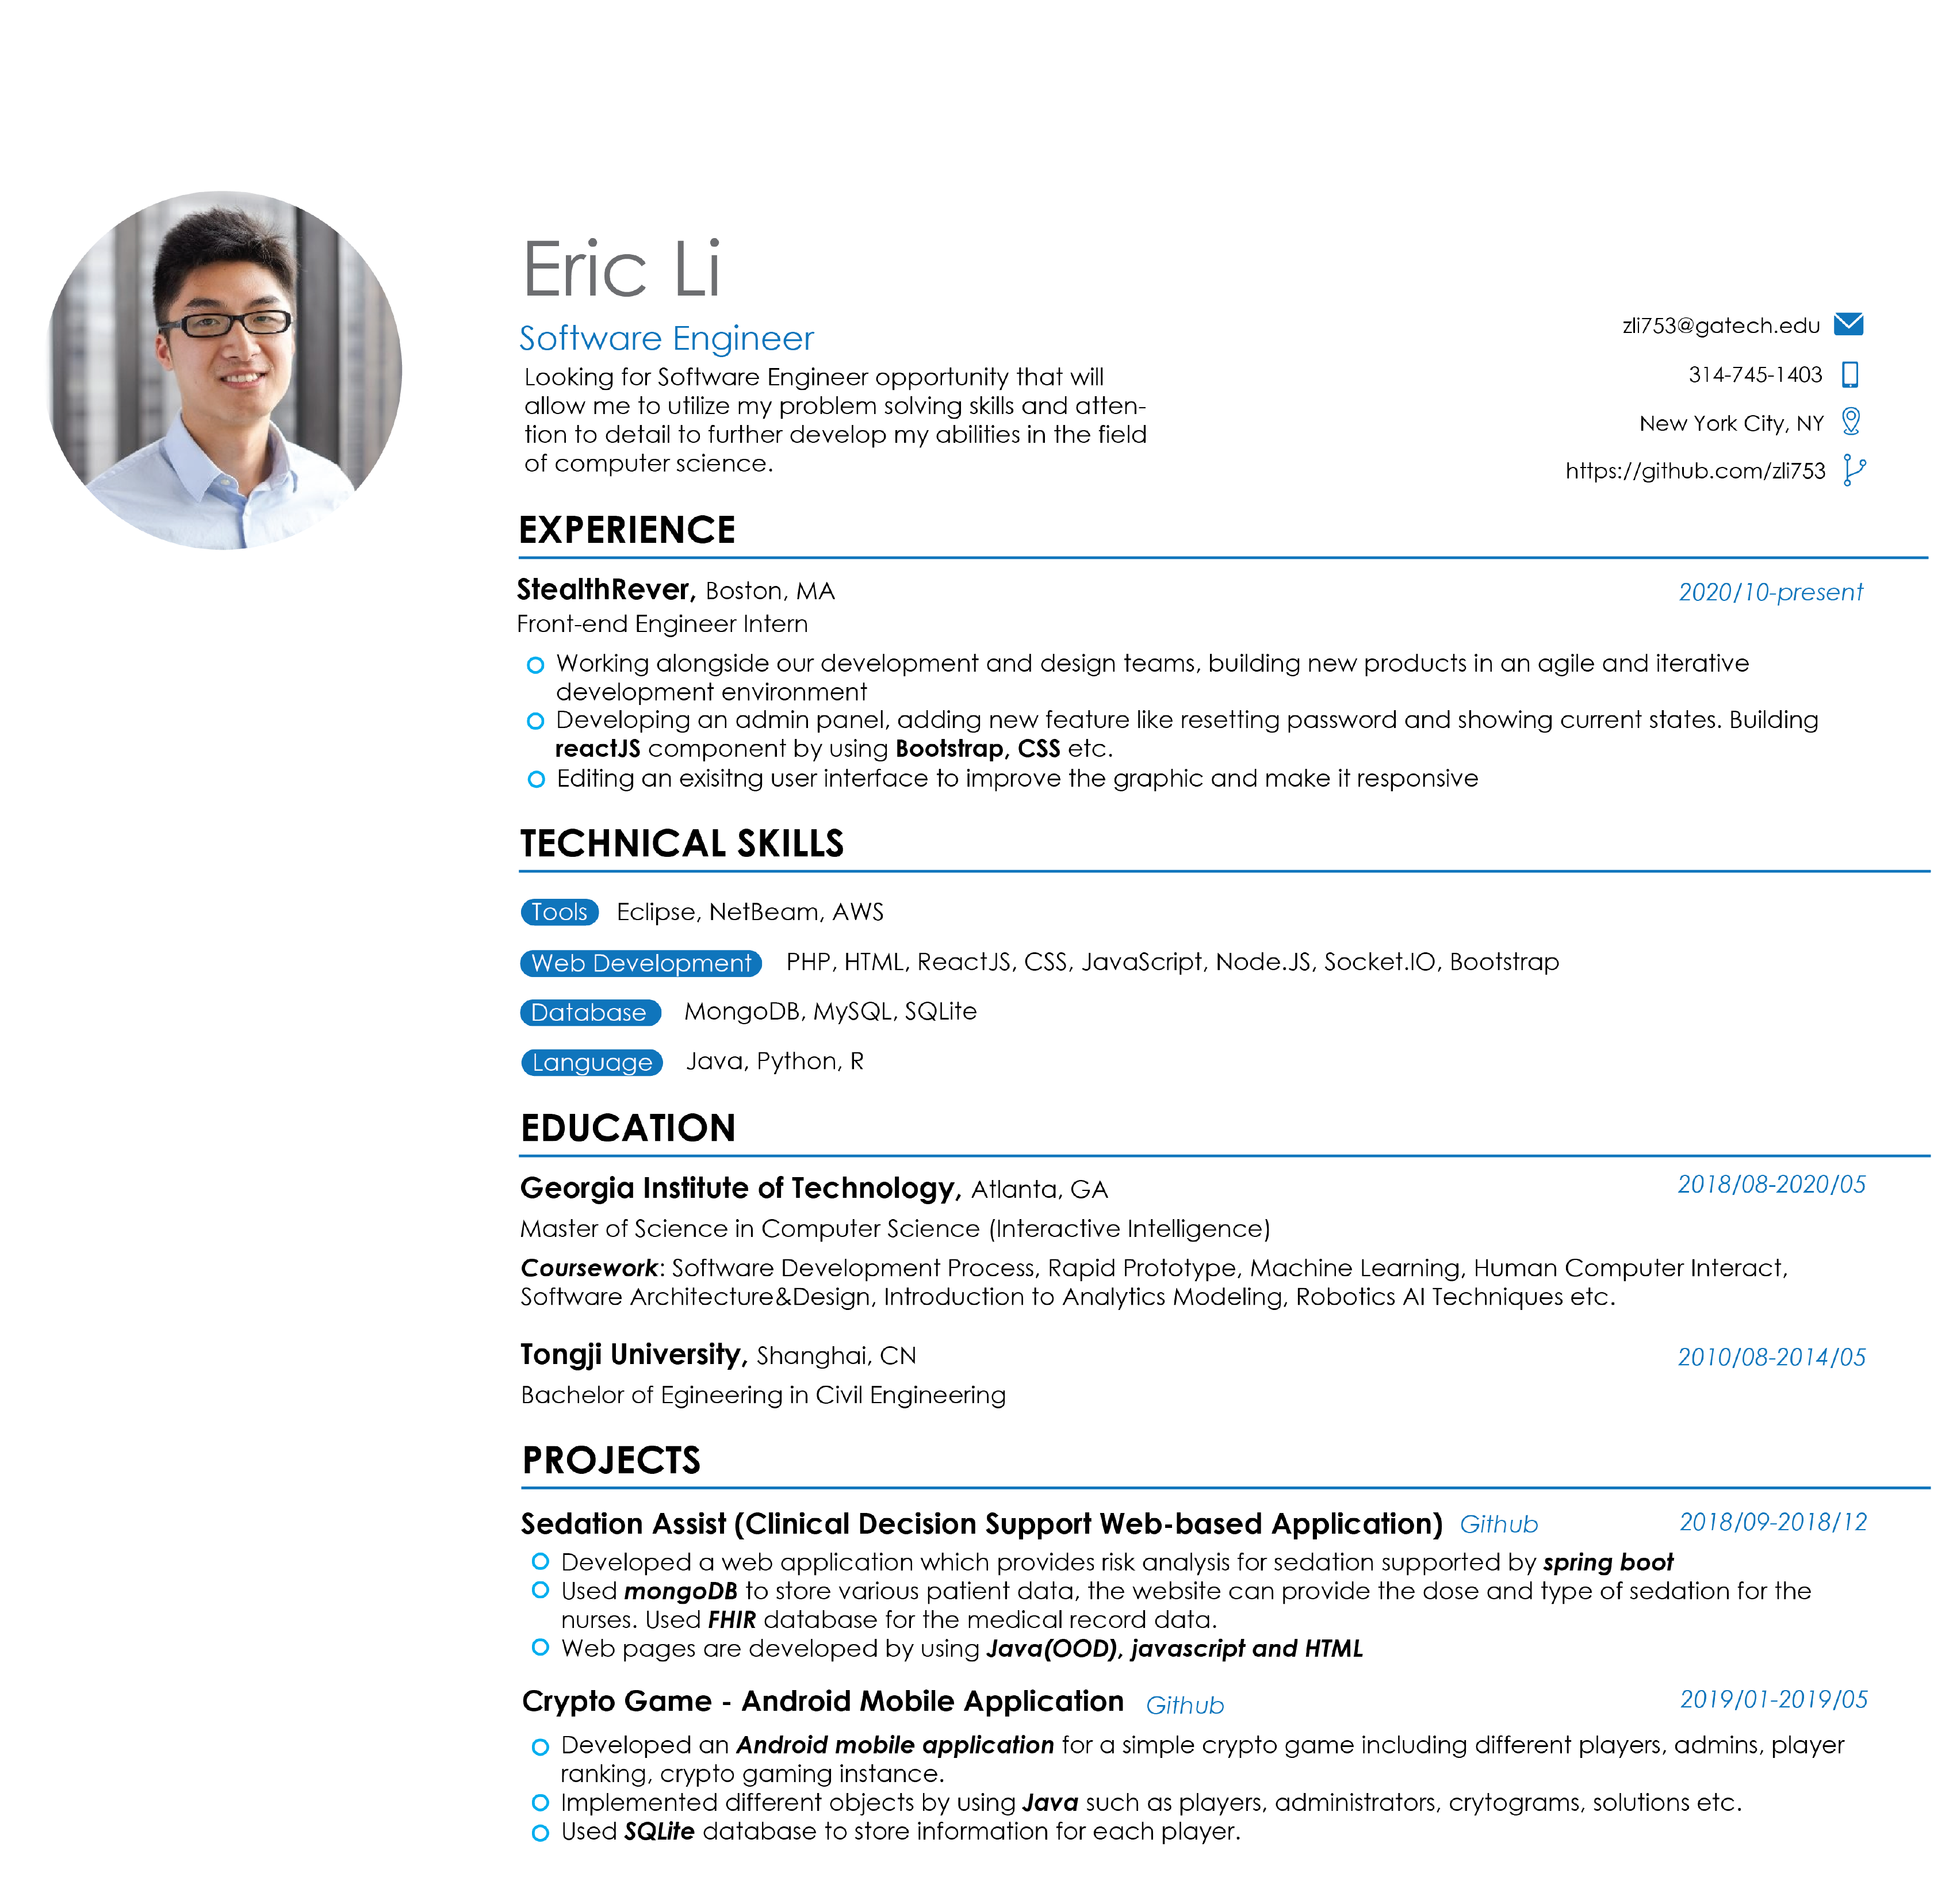 Eric Li
Software Engineer
Looking for Software Engineer opportunity that will
allow me to utilize my problem solving skills and atten-
tion to detail to further develop my abilities in the field
of computer science.
zli753@gatech.edu
314-745-1403
New York City, NY
https://github.com/zli753
EXPERIENCE
StealthRever, Boston, MA 2020/10-present
Front-end Engineer Intern
Working alongside our development and design teams, building new products in an agile and iterative
development environment
Developing an admin panel, adding new feature like resetting password and showing current states. Building
reactJS component by using Bootstrap, CSS etc.
Editing an exisitng user interface to improve the graphic and make it responsive
TECHNICAL SKILLS
Tools Eclipse, NetBeam, AWS
Web Development PHP, HTML, ReactJS, CSS, JavaScript, Node.JS, Socket.IO, Bootstrap
Database MongoDB, MySQL, SQLite
Language Java, Python, R
EDUCATION
Georgia Institute of Technology, Atlanta, GA 2018/08-2020/05
Master of Science in Computer Science (Interactive Intelligence)
Coursework: Software Development Process, Rapid Prototype, Machine Learning, Human Computer Interact,
Software Architecture&Design, Introduction to Analytics Modeling, Robotics AI Techniques etc.
Tongji University, Shanghai, CN 2010/08-2014/05
Bachelor of Egineering in Civil Engineering
PROJECTS
Sedation Assist (Clinical Decision Support Web-based Application) Github 2018/09-2018/12
Developed a web application which provides risk analysis for sedation supported by spring boot
Used mongoDB to store various patient data, the website can provide the dose and type of sedation for the
nurses. Used FHIR database for the medical record data.
Web pages are developed by using Java(OOD), javascript and HTML
Crypto Game - Android Mobile Application Github 2019/01-2019/05
Developed an Android mobile application for a simple crypto game including different players, admins, player
ranking, crypto gaming instance.
Implemented different objects by using Java such as players, administrators, crytograms, solutions etc.
Used SQLite database to store information for each player.